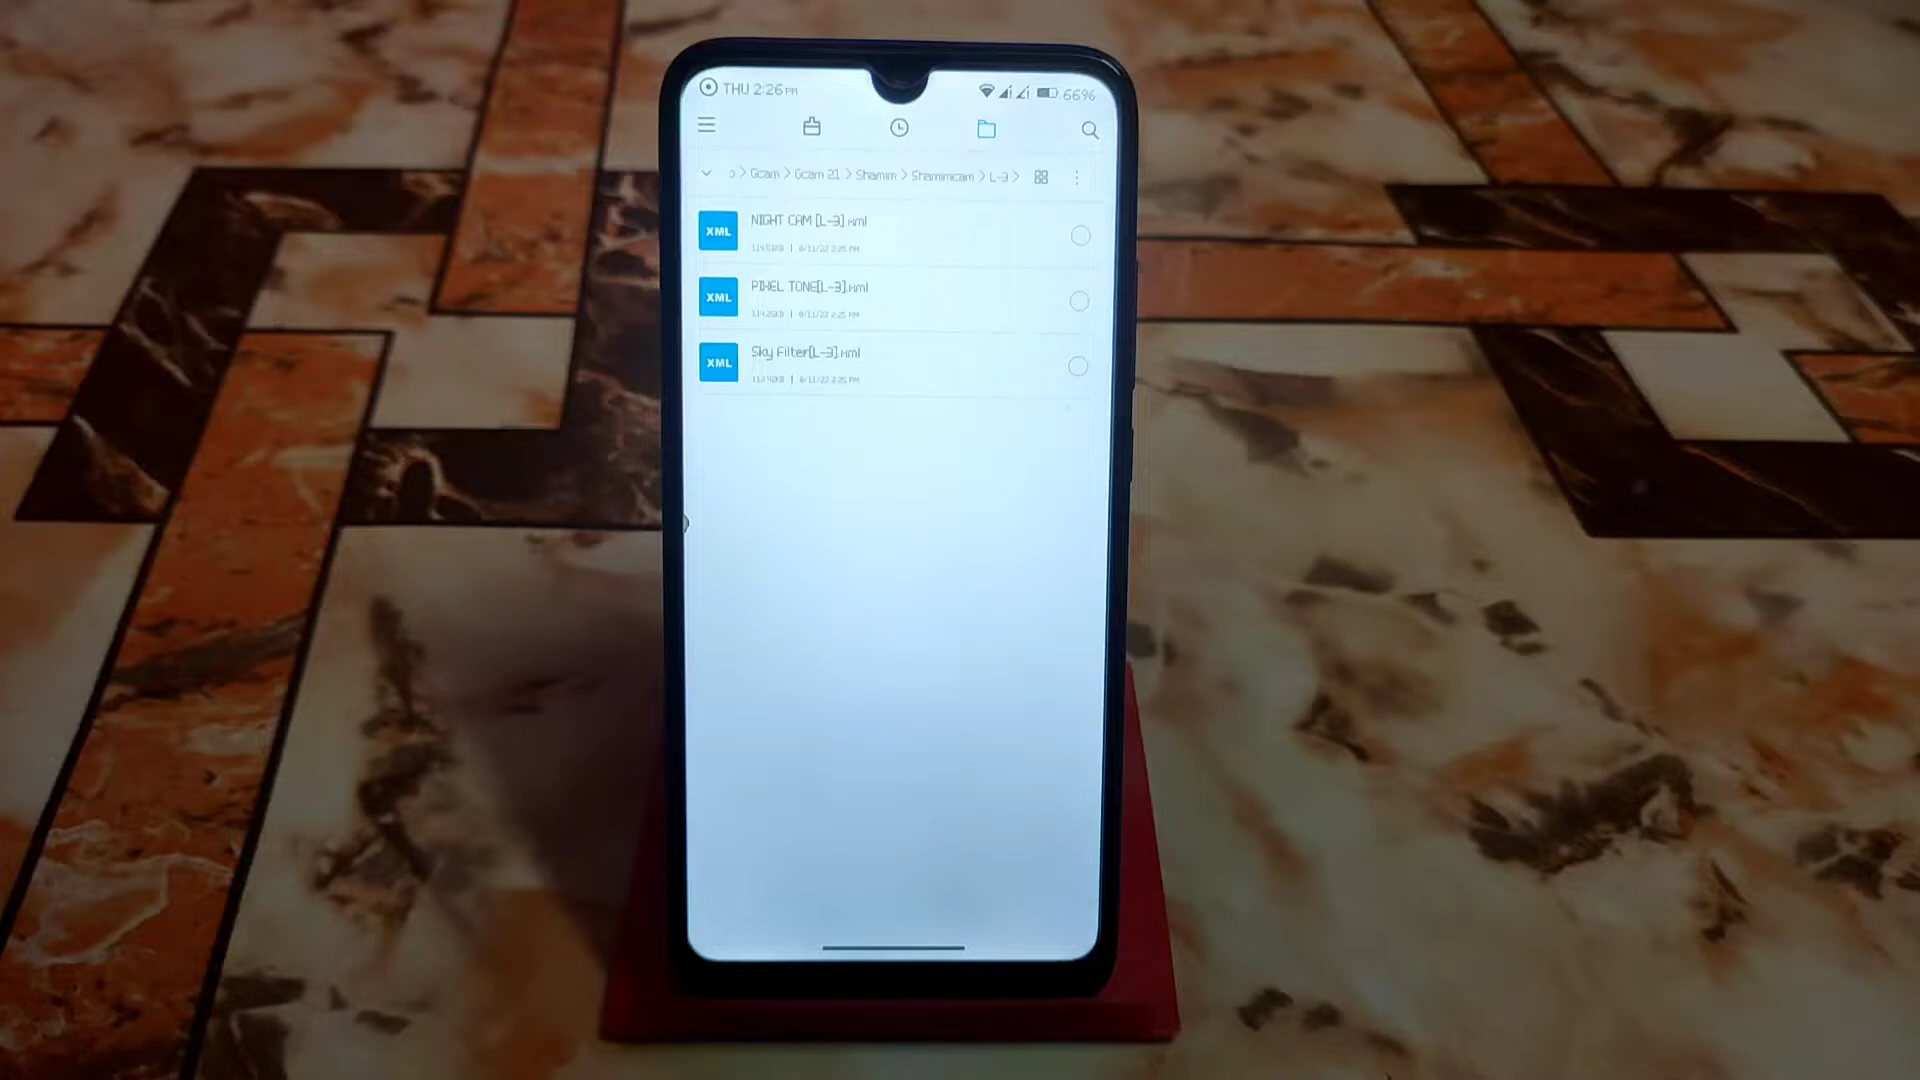 THU 2:26 PM
66%
Gcam > Gcam 21 > Shamim > Shamimcam > L-3 >
XML
NIGHT CAM [L-3].xml
XML
PIXEL TONE[L-3].xml
XML
Sky Filter[L-3].xml